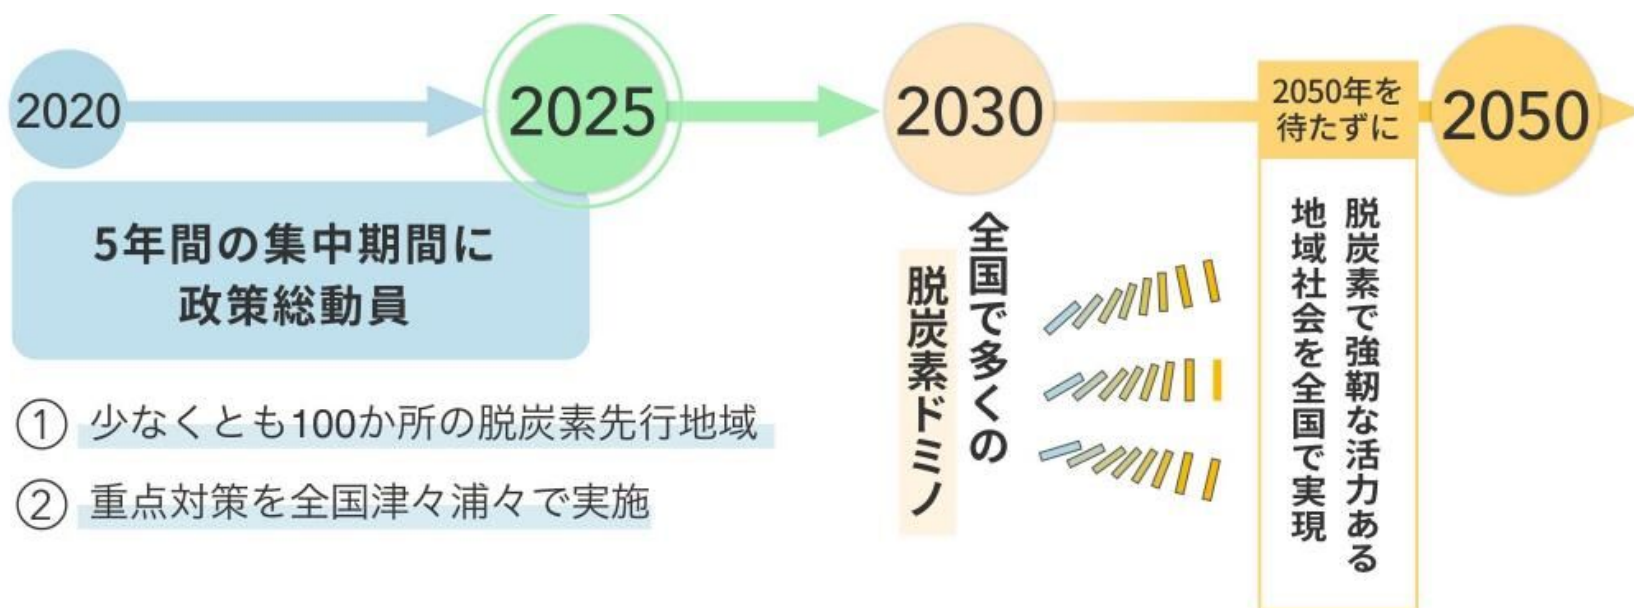 2020
2025
2030
2050年を
待たずに
2050
5年間の集中期間に
政策総動員
① 少なくとも100か所の脱炭素先行地域
② 重点対策を全国津々浦々で実施
全国で多くの
脱炭素ドミノ
脱炭素で強靭な活力ある
地域社会を全国で実現